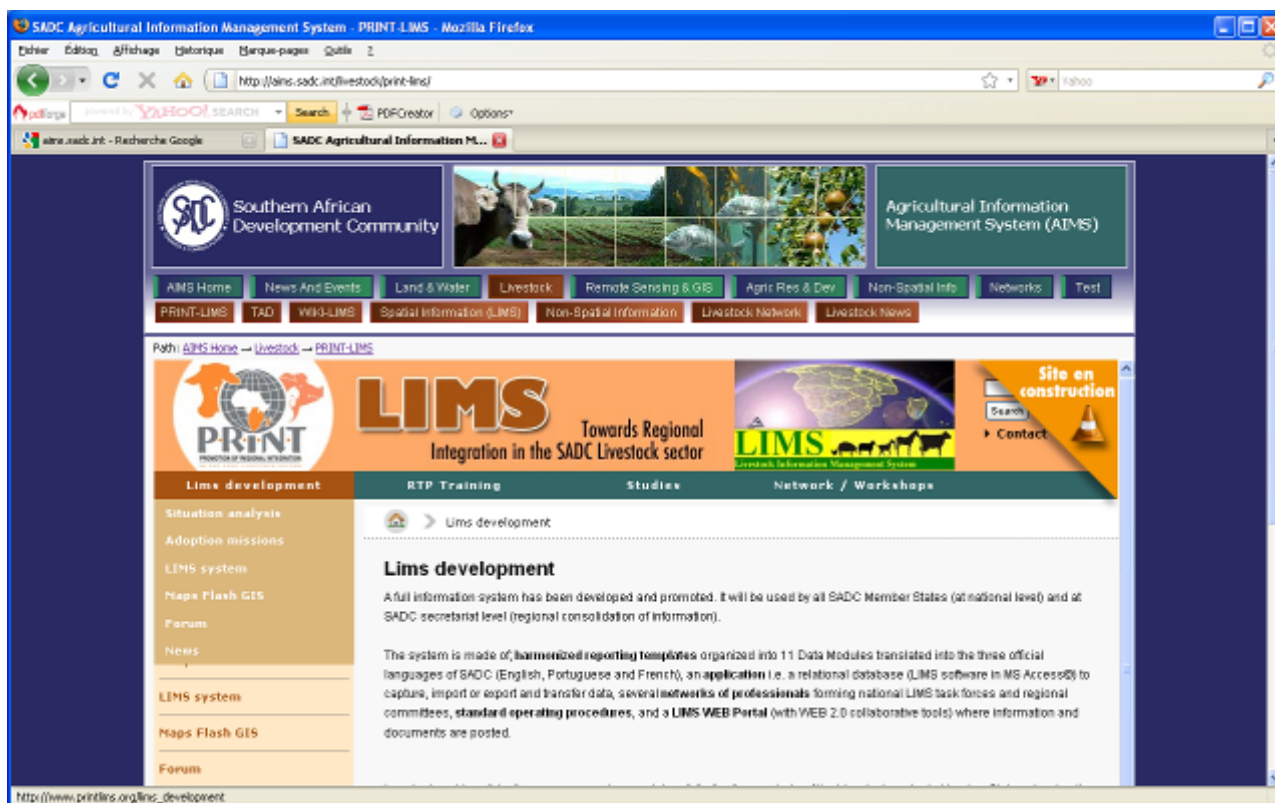 SADC Agricultural Information Management System - PRINT-LIMS - Mozilla Firefox
Fichier Édition Affichage Historique Marque-pages Outils ?
http://aims.sadc.int/livestock/print-lims/
Yahoo
pdfforge powered by YAHOO! SEARCH Search PDFCreator Options
aims.sadc.int - Recherche Google
SADC Agricultural Information M...
SADC
Southern African
Development Community
Agricultural Information
Management System (AIMS)
AIMS Home News And Events Land & Water Livestock Remote Sensing & GIS Agric Res & Dev Non-Spatial Info Networks Test
PRINT-LIMS TAD WIKI-LIMS Spatial Information (LIMS) Non-Spatial Information Livestock Network Livestock News
Path: AIMS Home → Livestock → PRINT-LIMS
PRINT
PROMOTION OF REGIONAL INTEGRATION
LIMS
Towards Regional
Integration in the SADC Livestock sector
LIMS
Livestock Information Management System
Search
Contact
Site en
construction
Lims development RTP Training Studies Network / Workshops
Situation analysis
Adoption missions
LIMS system
Maps Flash GIS
Forum
News
LIMS system
Maps Flash GIS
Forum
Lims development
Lims development
A full information system has been developed and promoted. It will be used by all SADC Member States (at national level) and at
SADC secretariat level (regional consolidation of information).
The system is made of; harmonized reporting templates organized into 11 Data Modules translated into the three official
languages of SADC (English, Portuguese and French), an application i.e. a relational database (LIMS software in MS Access®) to
capture, import or export and transfer data, several networks of professionals forming national LIMS task forces and regional
committees, standard operating procedures, and a LIMS WEB Portal (with WEB 2.0 collaborative tools) where information and
documents are posted.
http://www.printlims.org/lims_development